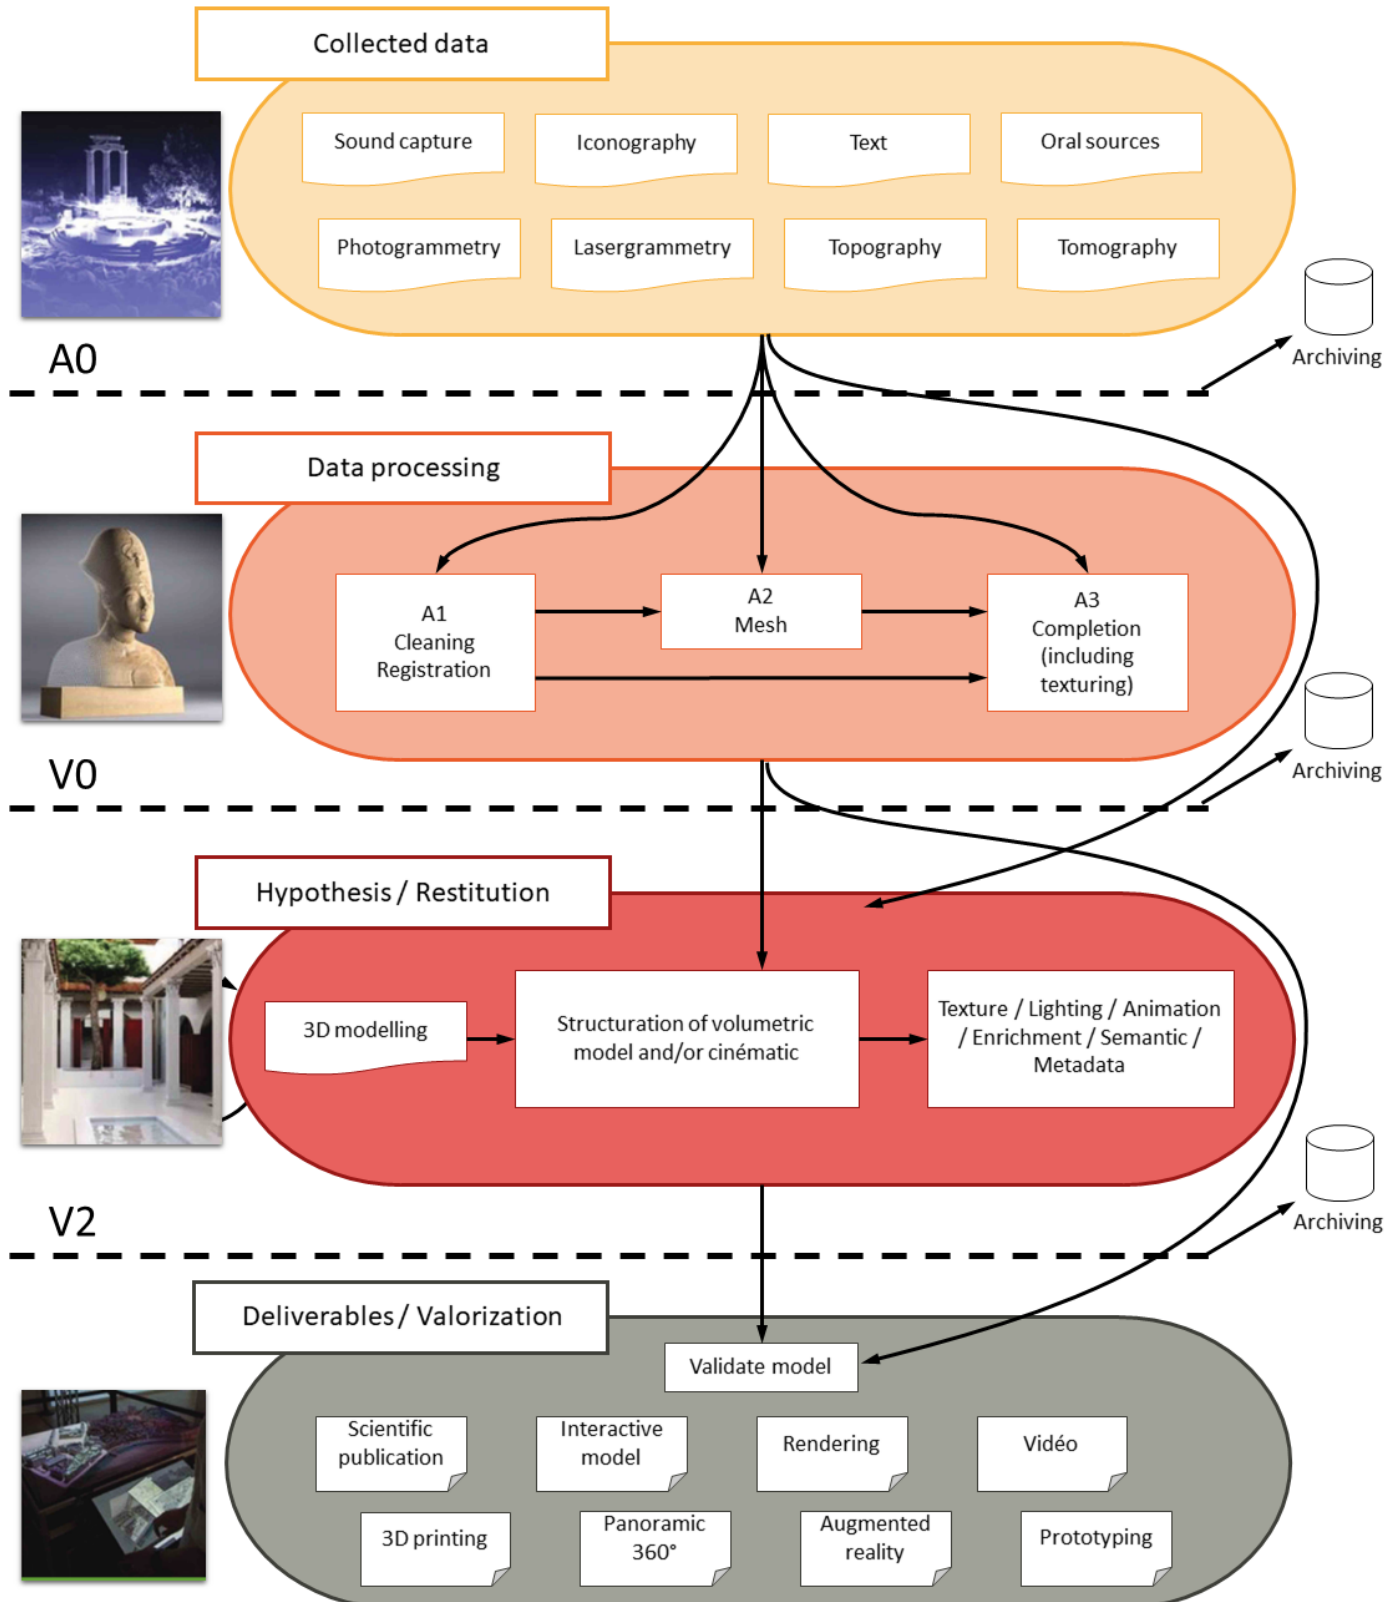 Collected data
Sound capture
Iconography
Text
Oral sources
Photogrammetry
Lasergrammetry
Topography
Tomography
Archiving
A0
Data processing
A1
Cleaning
Registration
A2
Mesh
A3
Completion
(including
texturing)
Archiving
V0
Hypothesis / Restitution
3D modelling
Structuration of volumetric
model and/or cinématic
Texture / Lighting / Animation
/ Enrichment / Semantic /
Metadata
Archiving
V2
Deliverables / Valorization
Validate model
Scientific
publication
Interactive
model
Rendering
Vidéo
3D printing
Panoramic
360°
Augmented
reality
Prototyping